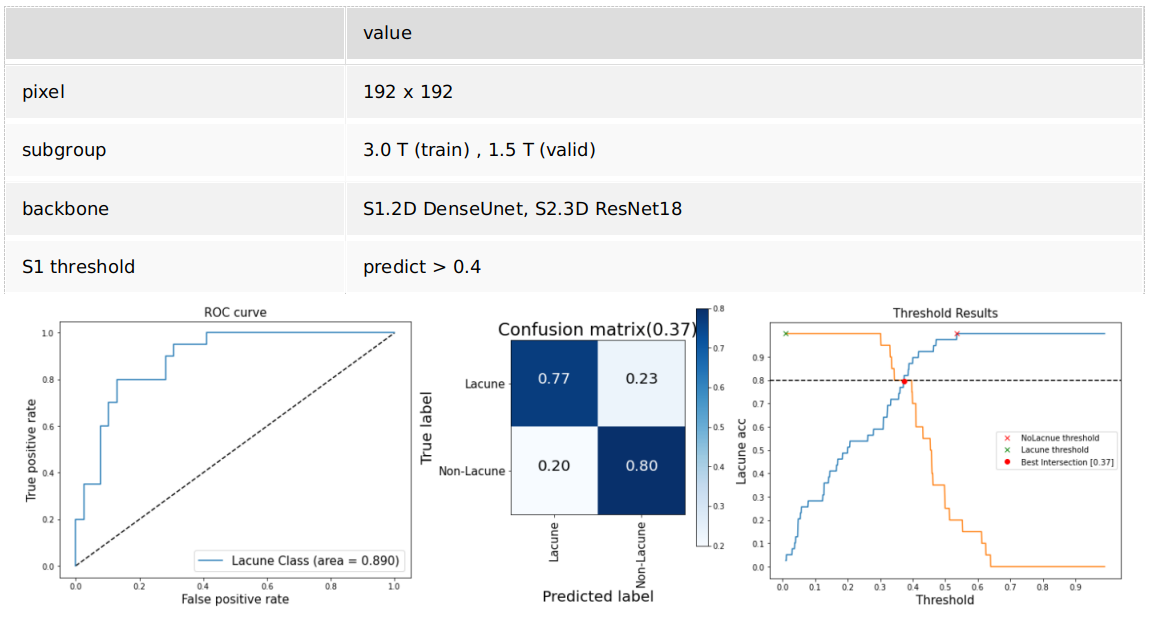 value
pixel 192 x 192
subgroup 3.0 T (train) , 1.5 T (valid)
backbone S1.2D DenseUnet, S2.3D ResNet18
S1 threshold predict > 0.4
ROC curve
True positive rate
1.0
0.8
0.6
0.4
0.2
0.0
0.0 0.2 0.4 0.6 0.8 1.0
False positive rate
Lacune Class (area = 0.890)
Confusion matrix(0.37)
True label
Lacune
Non-Lacune
0.77 0.23
0.20 0.80
Lacune
Non-Lacune
Predicted label
0.8
0.7
0.6
0.5
0.4
0.3
0.2
Threshold Results
Lacune acc
0.9
0.8
0.7
0.6
0.5
0.4
0.3
0.2
0.1
0.0
NoLacnue threshold
Lacune threshold
Best Intersection [0.37]
0.0 0.1 0.2 0.3 0.4 0.5 0.6 0.7 0.8 0.9
Threshold